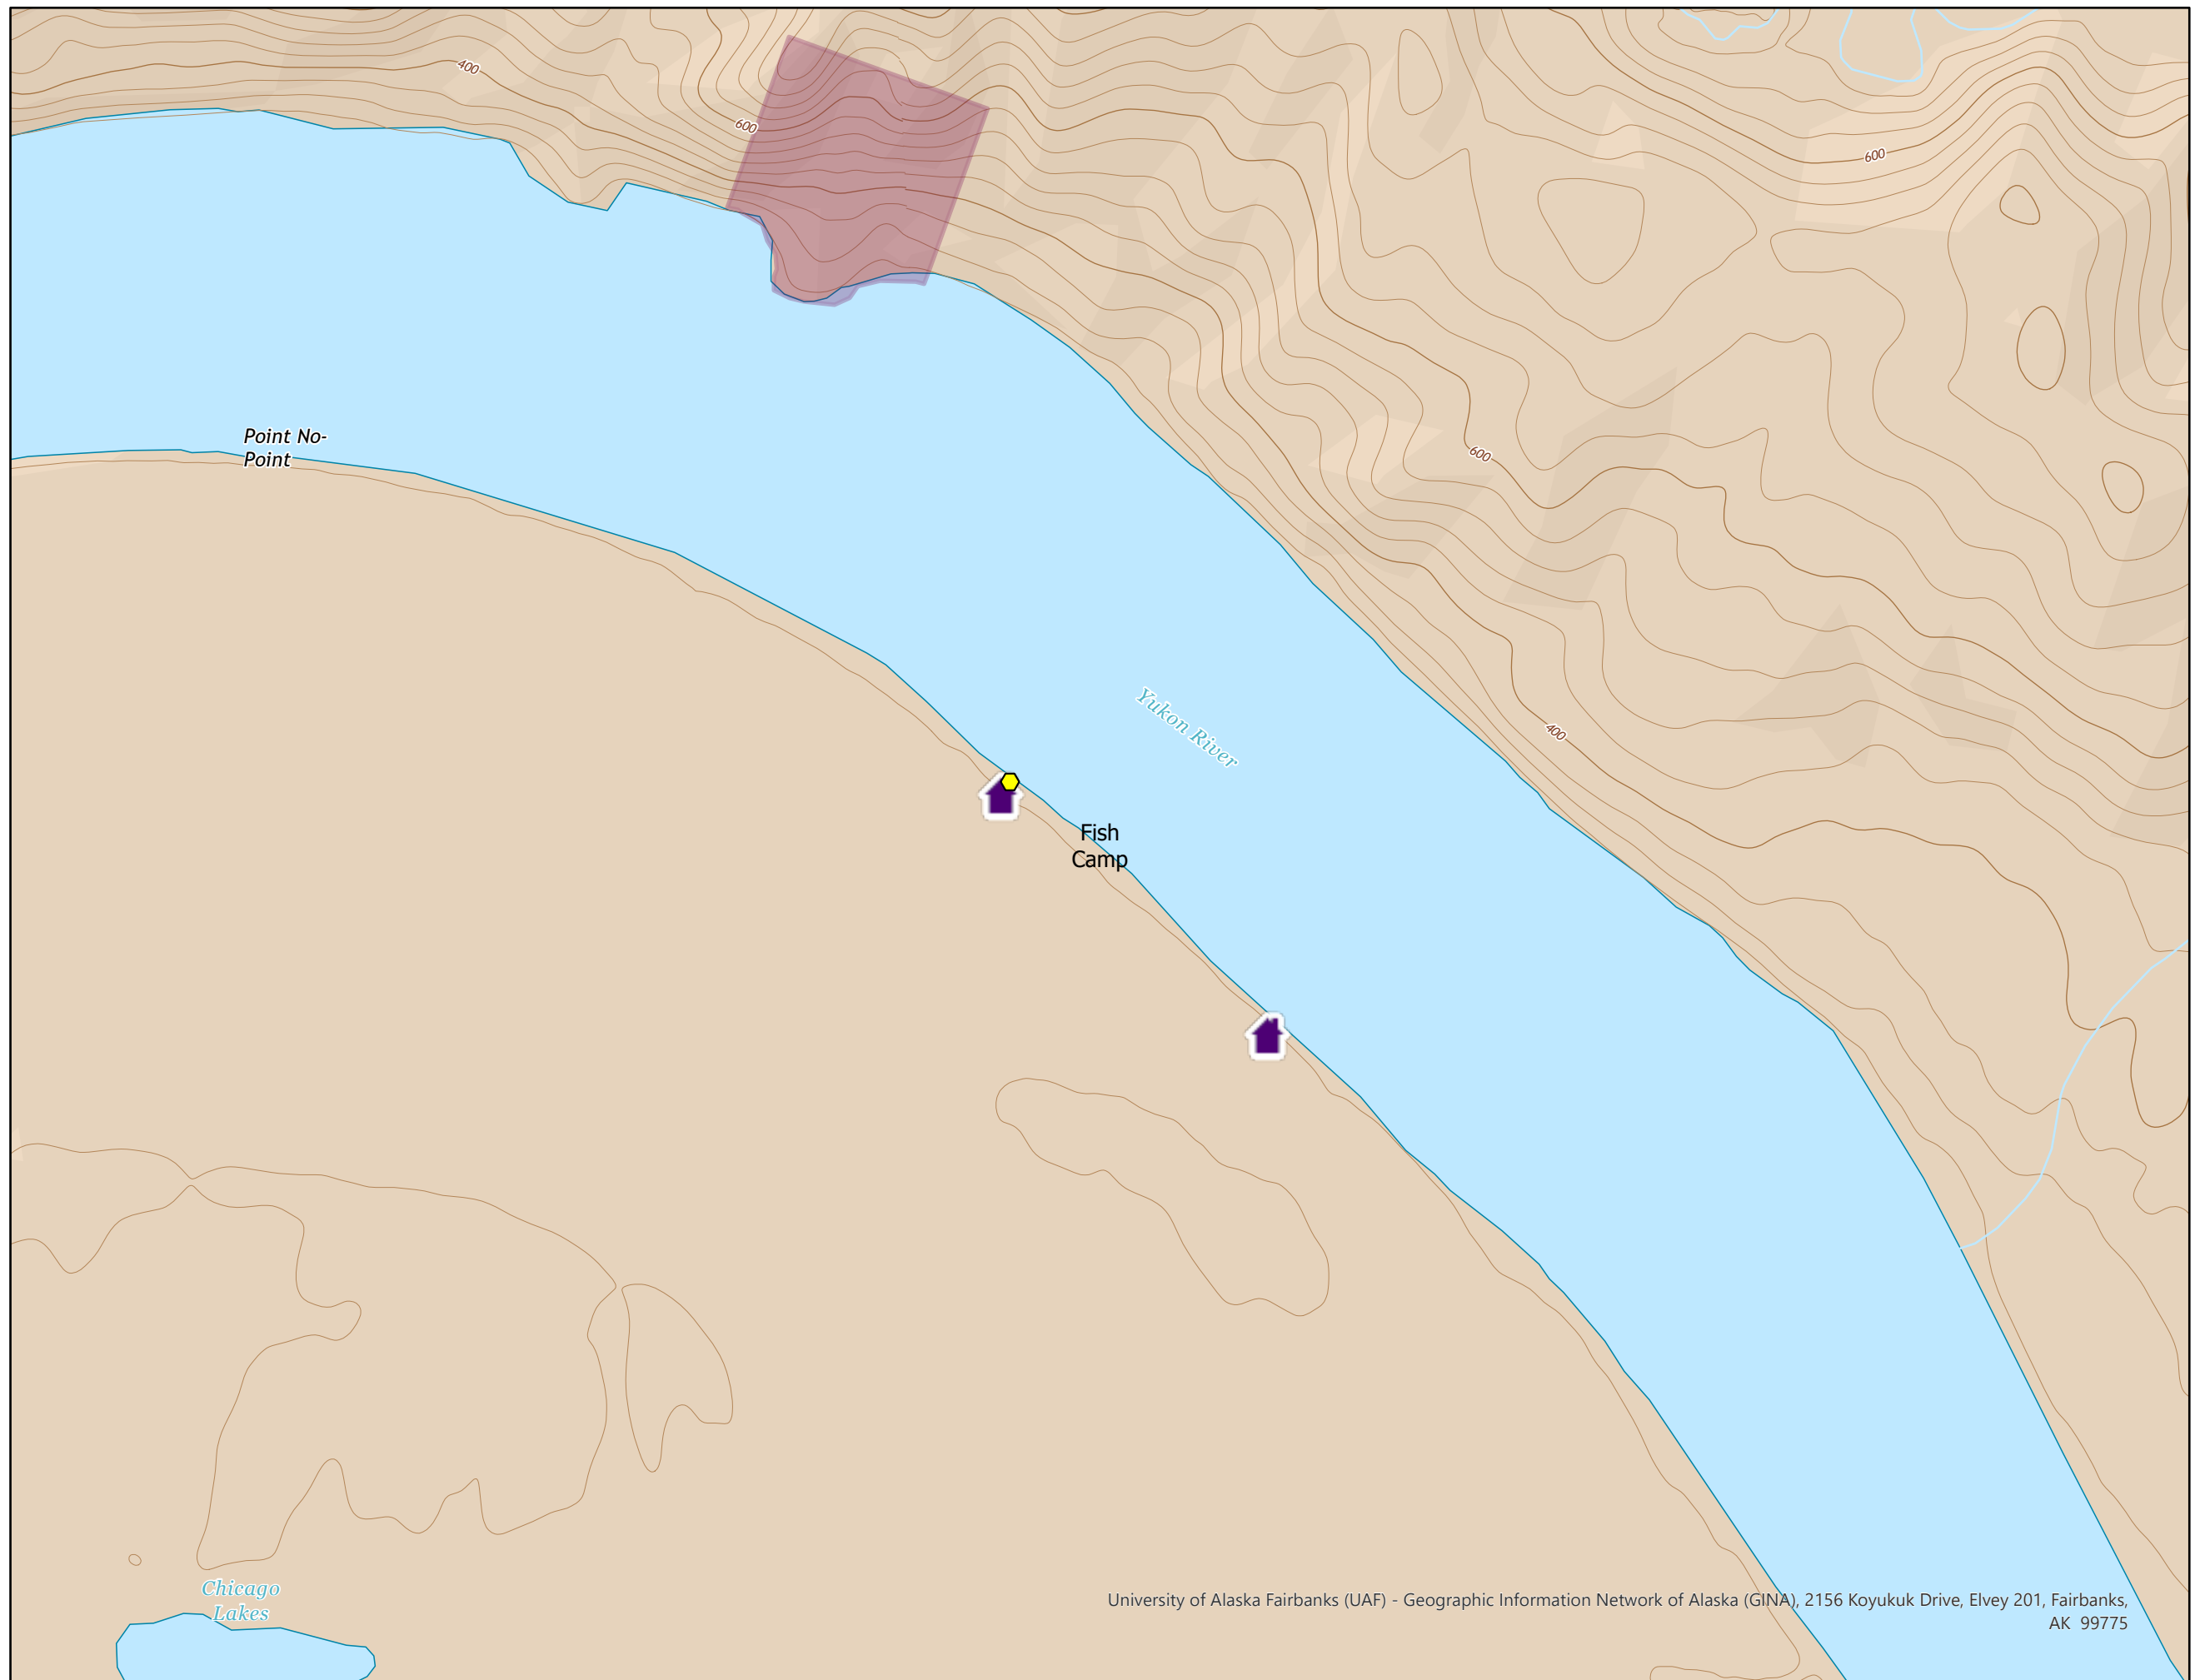 400
600
600
Point No-
Point
600
Yukon River
400
Fish
Camp
Chicago
Lakes
University of Alaska Fairbanks (UAF) - Geographic Information Network of Alaska (GINA), 2156 Koyukuk Drive, Elvey 201, Fairbanks,
AK 99775